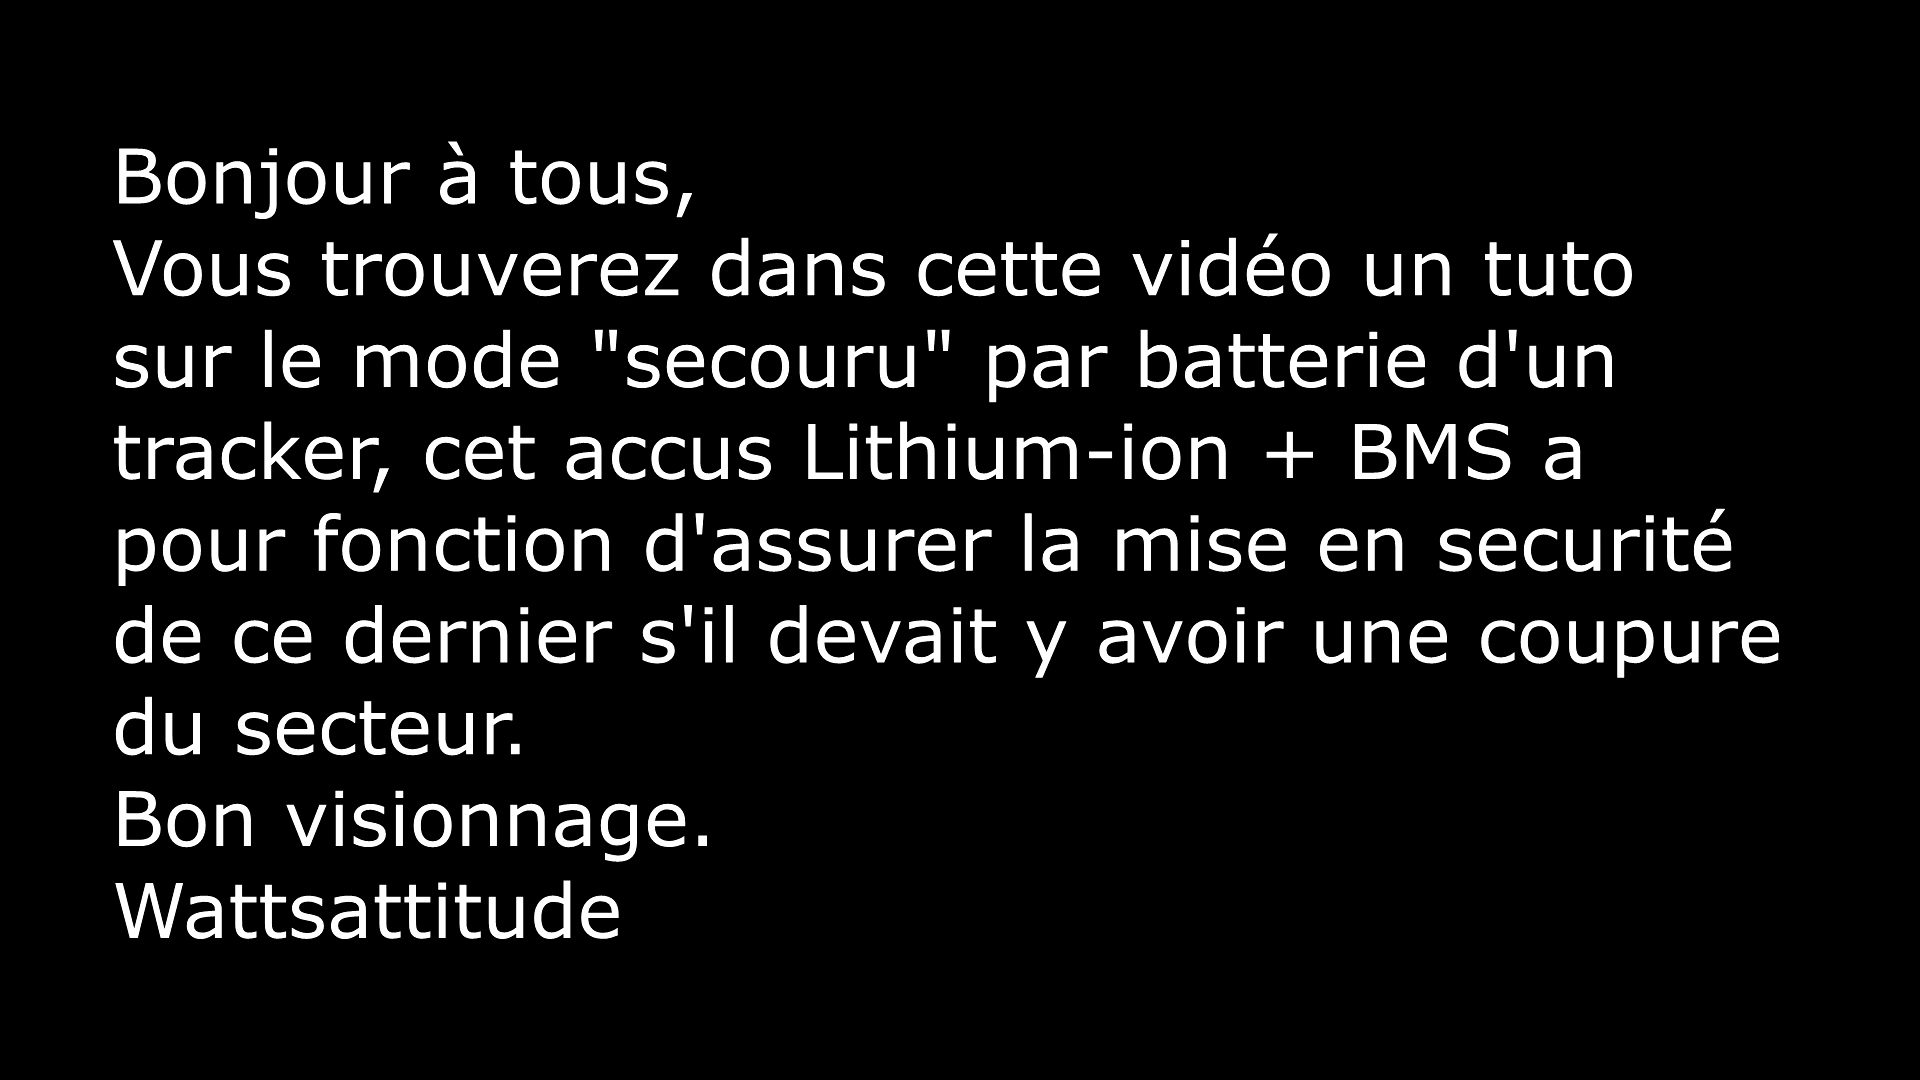 Bonjour à tous,
Vous trouverez dans cette vidéo un tuto
sur le mode "secouru" par batterie d'un
tracker, cet accus Lithium-ion + BMS a
pour fonction d'assurer la mise en securité
de ce dernier s'il devait y avoir une coupure
du secteur.
Bon visionnage.
Wattsattitude